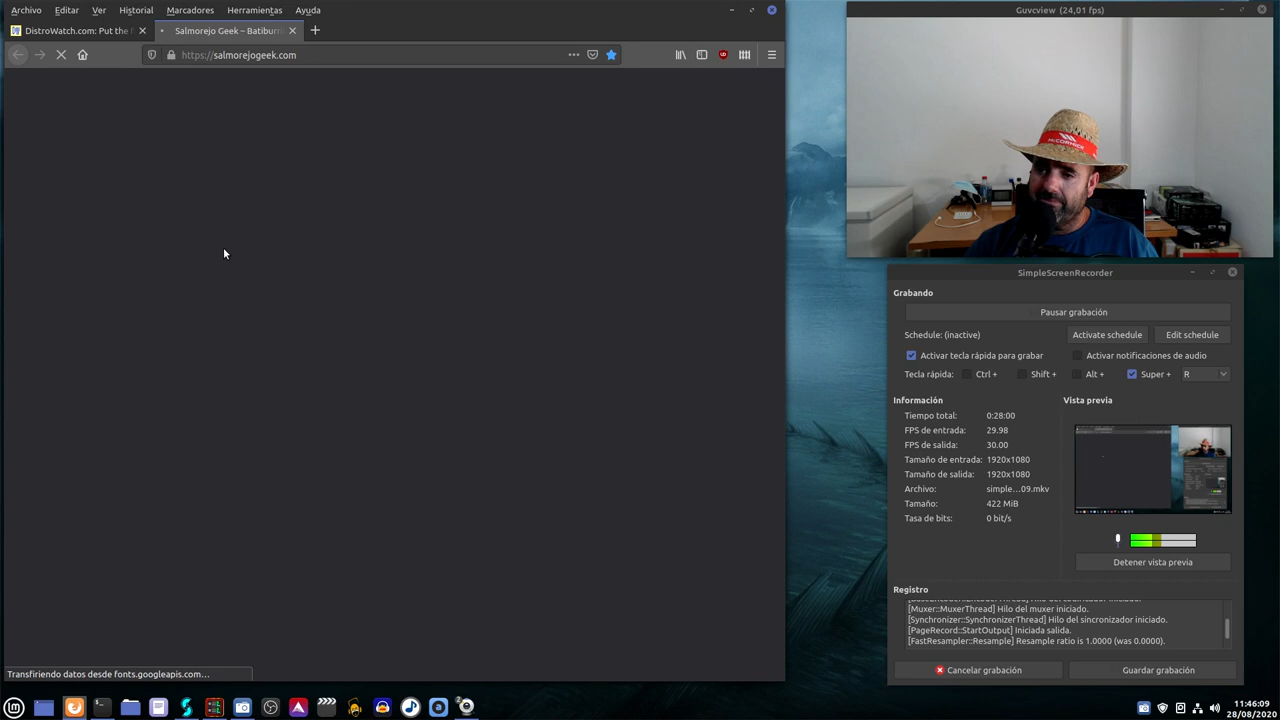 Archivo Editar Ver Historial Marcadores Herramientas Ayuda
DistroWatch.com: Put the f
Salmorejo Geek – Batiburr
https://salmorejogeek.com
Transfiriendo datos desde fonts.googleapis.com…
Guvcview (24,01 fps)
McCORMICK
SimpleScreenRecorder
Grabando
Pausar grabación
Schedule: (inactive) Activate schedule Edit schedule
Activar tecla rápida para grabar Activar notificaciones de audio
Tecla rápida: Ctrl + Shift + Alt + Super + R
Información Vista previa
Tiempo total: 0:28:00
FPS de entrada: 29.98
FPS de salida: 30.00
Tamaño de entrada: 1920x1080
Tamaño de salida: 1920x1080
Archivo: simple…09.mkv
Tamaño: 422 MiB
Tasa de bits: 0 bit/s
Detener vista previa
Registro
[Muxer::MuxerThread] Hilo del muxer iniciado.
[Synchronizer::SynchronizerThread] Hilo del sincronizador iniciado.
[PageRecord::StartOutput] Iniciada salida.
[FastResampler::Resample] Resample ratio is 1.0000 (was 0.0000).
Cancelar grabación Guardar grabación
11:46:09
28/08/2020